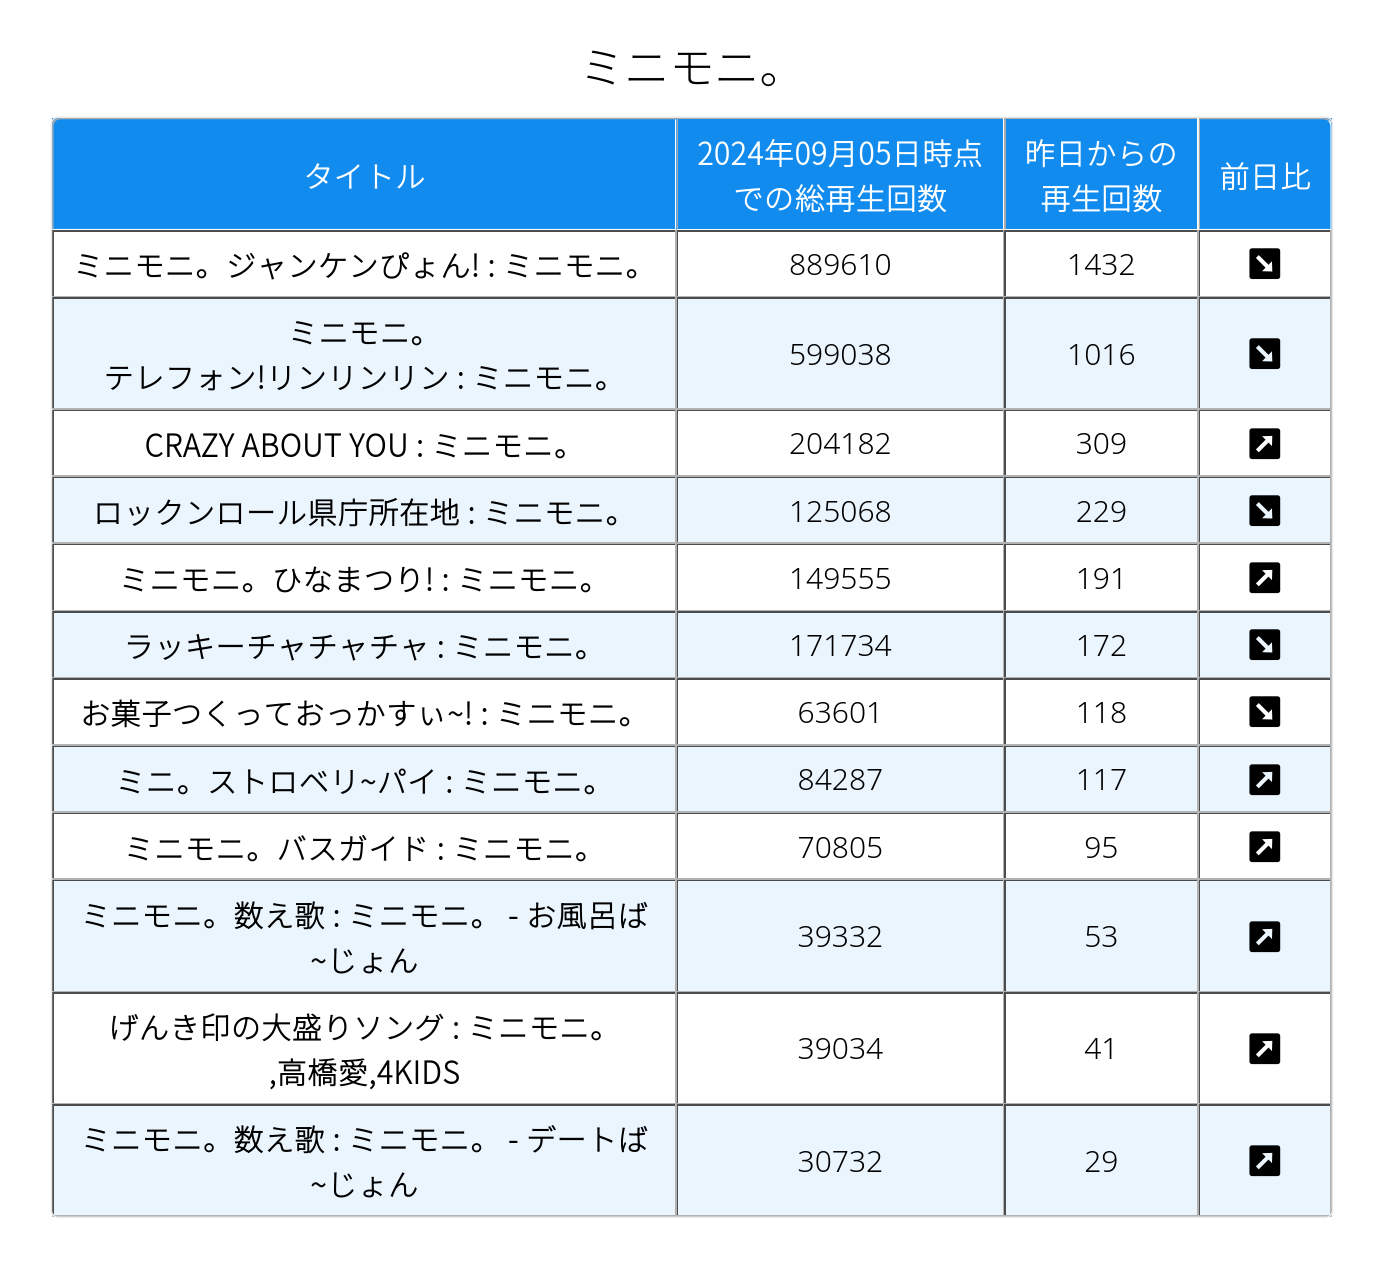 ミニモニ。
タイトル
2024年09月05日時点
での総再生回数
昨日からの
再生回数
前日比
ミニモニ。ジャンケンぴょん! : ミニモニ。
889610
1432
ミニモニ。
テレフォン!リンリンリン : ミニモニ。
599038
1016
CRAZY ABOUT YOU : ミニモニ。
204182
309
ロックンロール県庁所在地 : ミニモニ。
125068
229
ミニモニ。ひなまつり! : ミニモニ。
149555
191
ラッキーチャチャチャ : ミニモニ。
171734
172
お菓子つくっておっかすぃ~! : ミニモニ。
63601
118
ミニ。ストロベリ~パイ : ミニモニ。
84287
117
ミニモニ。バスガイド : ミニモニ。
70805
95
ミニモニ。数え歌 : ミニモニ。 - お風呂ば
~じょん
39332
53
げんき印の大盛りソング : ミニモニ。
,高橋愛,4KIDS
39034
41
ミニモニ。数え歌 : ミニモニ。 - デートば
~じょん
30732
29